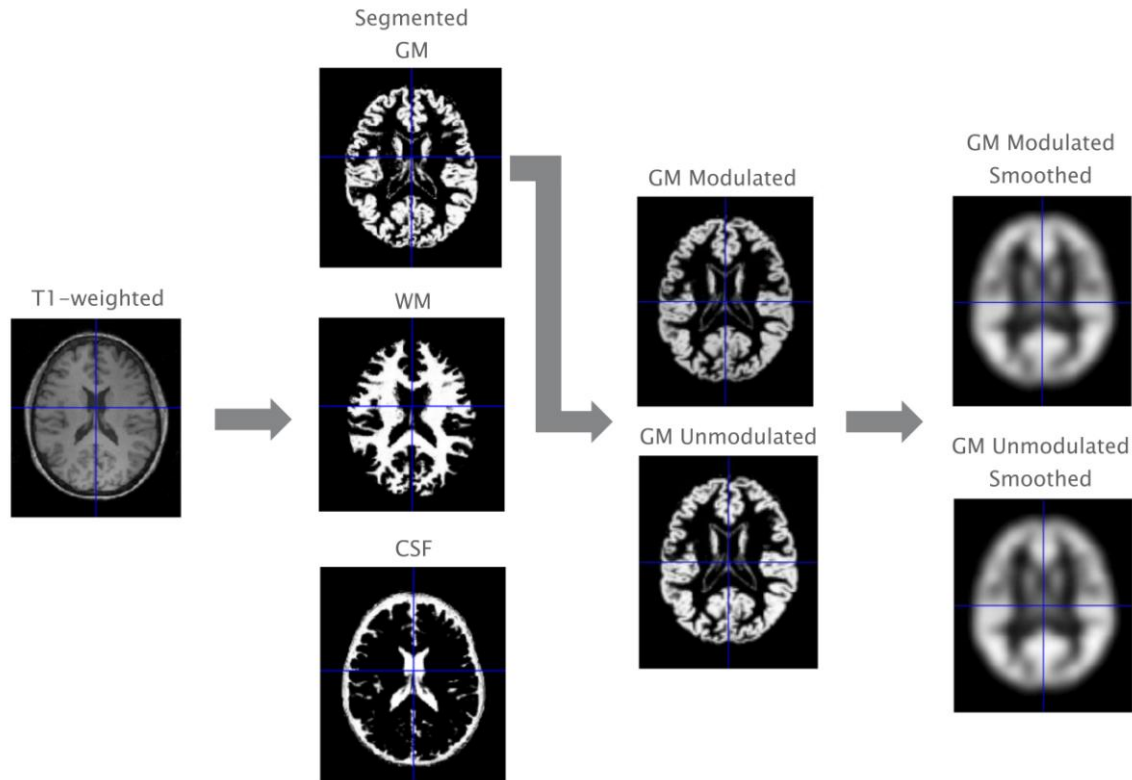 Segmented
GM
T1-weighted
WM
CSF
GM Modulated
GM Unmodulated
GM Modulated
Smoothed
GM Unmodulated
Smoothed